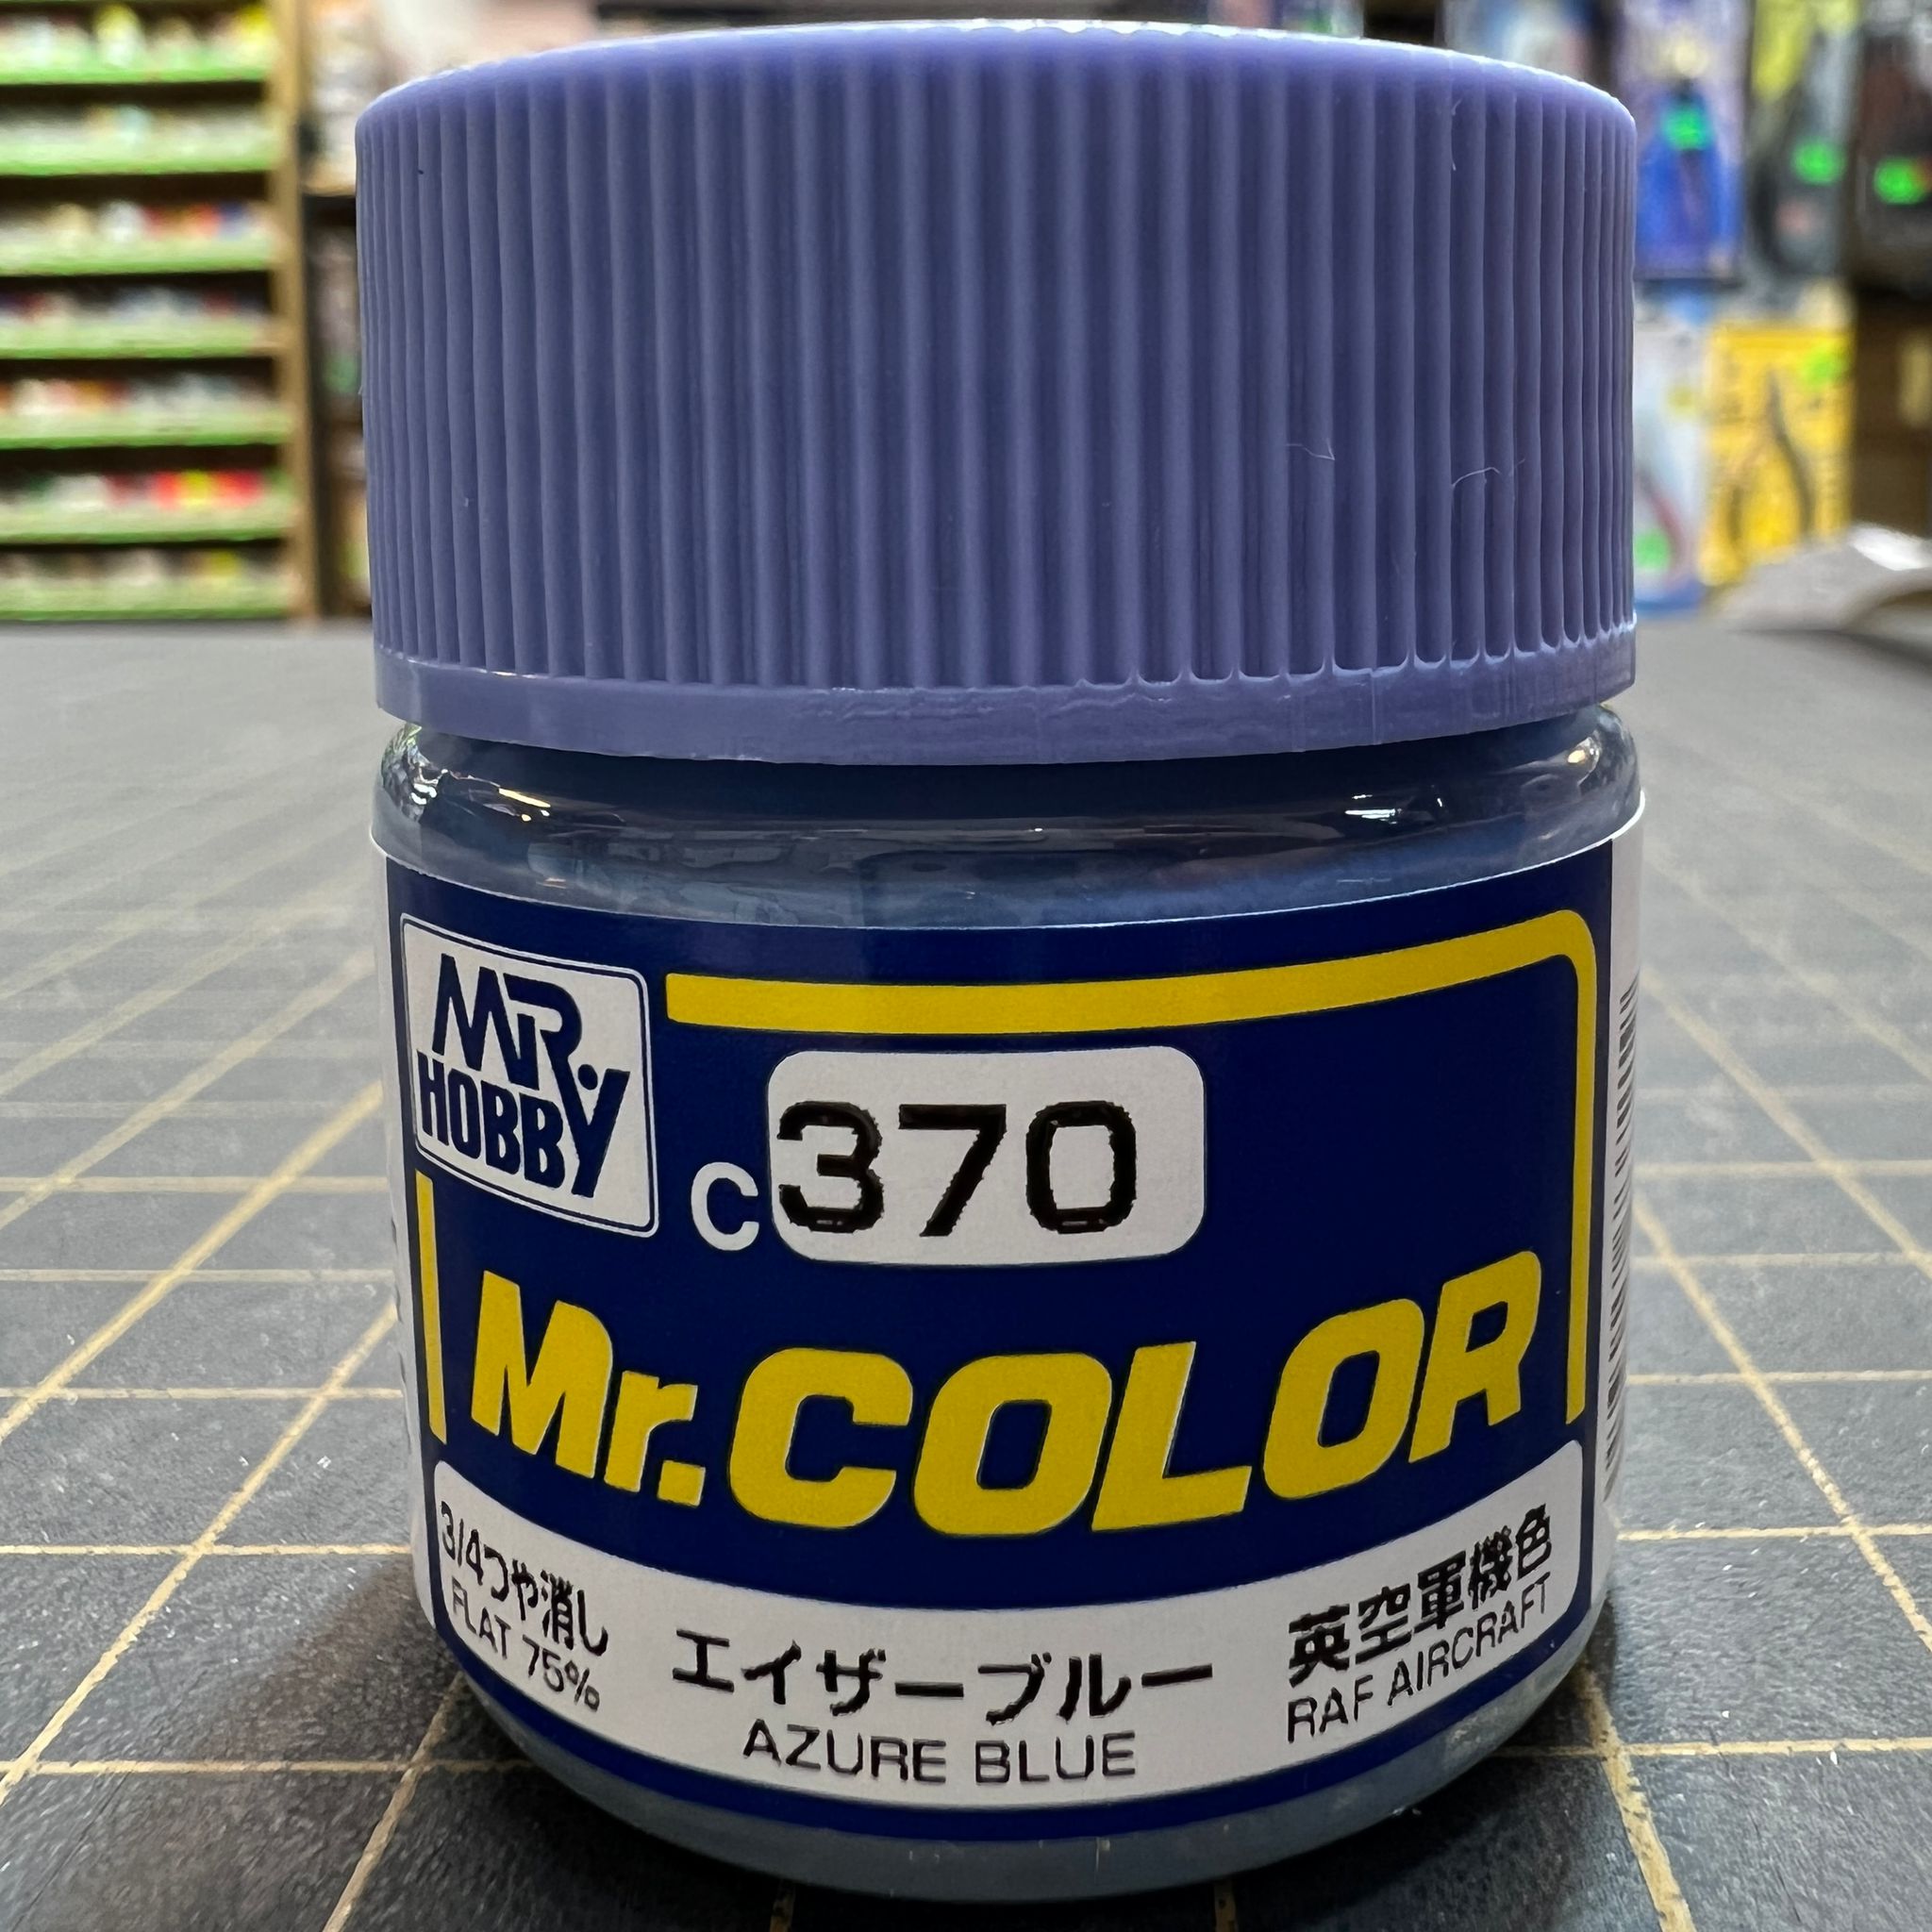 MR.
HOBBY
C 370
Mr.COLOR
3/4つや消し
FLAT 75%
エイザーブルー
AZURE BLUE
英空軍機色
RAF AIRCRAFT